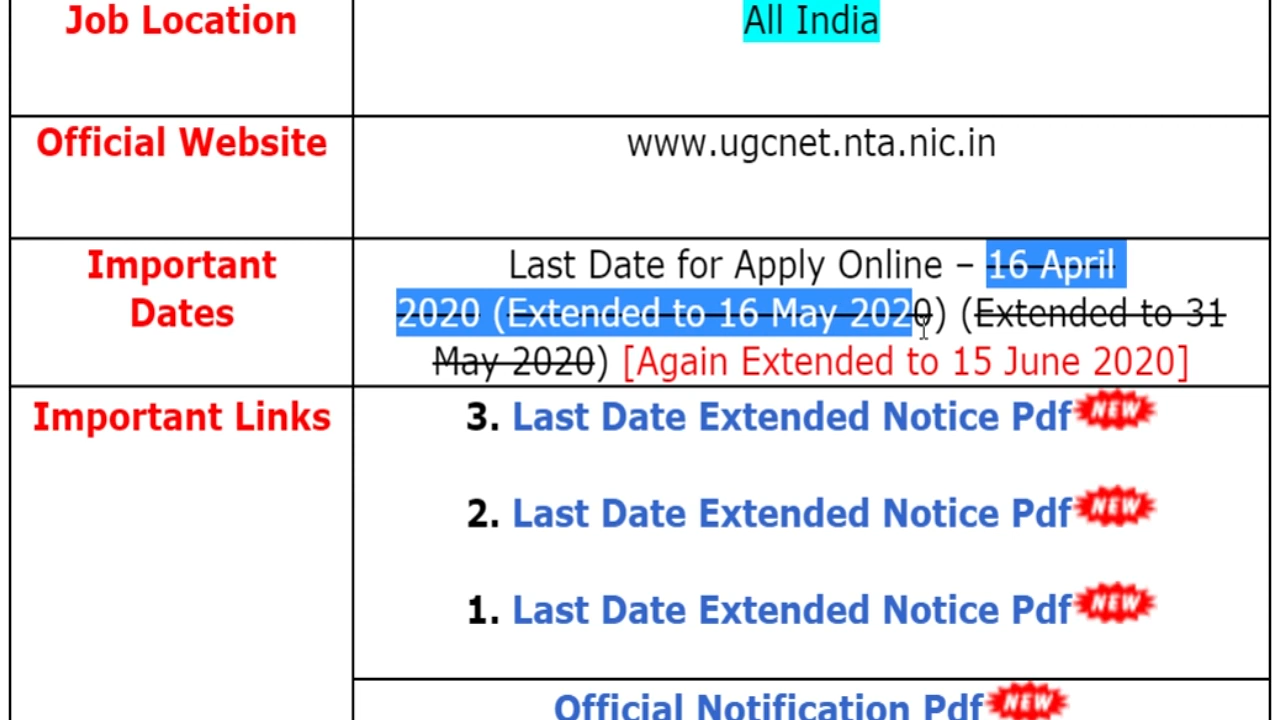 Job Location
All India
Official Website
www.ugcnet.nta.nic.in
Important
Dates
Last Date for Apply Online – 16 April
2020 (Extended to 16 May 2020) (Extended to 31
May 2020) [Again Extended to 15 June 2020]
Important Links
3. Last Date Extended Notice Pdf NEW
2. Last Date Extended Notice Pdf NEW
1. Last Date Extended Notice Pdf NEW
Official Notification Pdf NEW